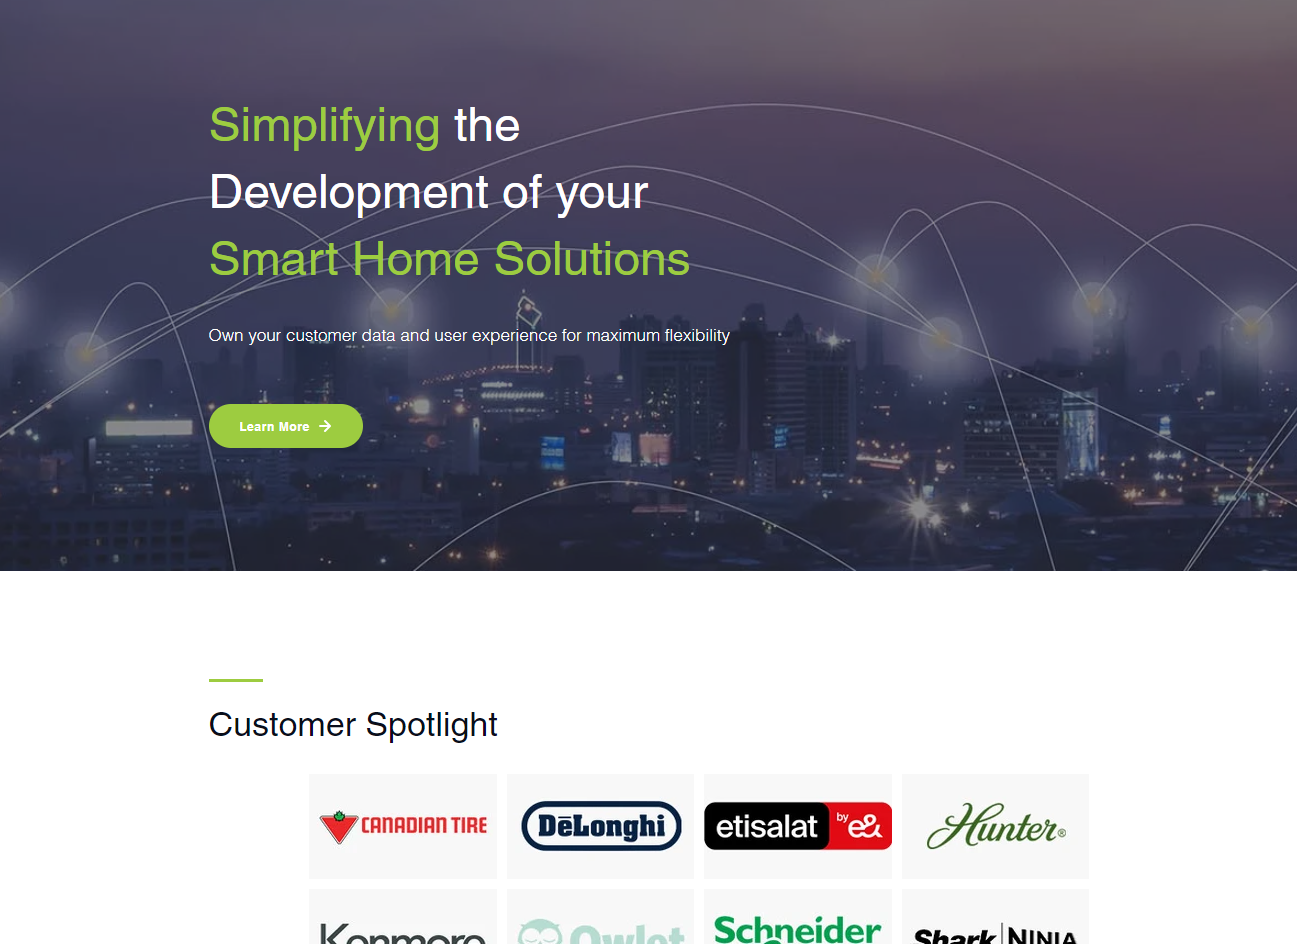 Simplifying the
Development of your
Smart Home Solutions
Own your customer data and user experience for maximum flexibility
Learn More
Customer Spotlight
CANADIAN TIRE
DēLonghi
etisalat by e&
Hunter®
Kenmore
Owlet
Schneider
Shark | NINJA